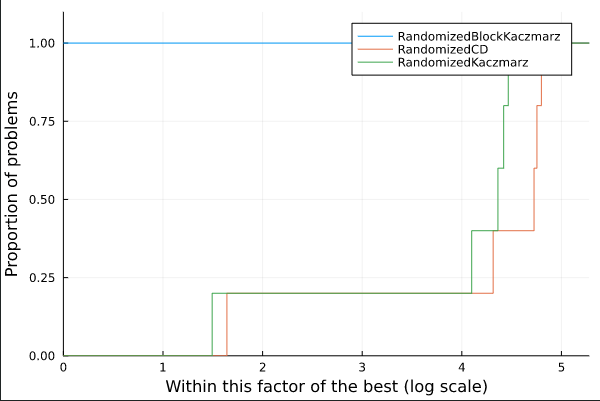 RandomizedBlockKaczmarz
RandomizedCD
RandomizedKaczmarz
1.00
0.75
0.50
0.25
0.00
Proportion of problems
0 1 2 3 4 5
Within this factor of the best (log scale)